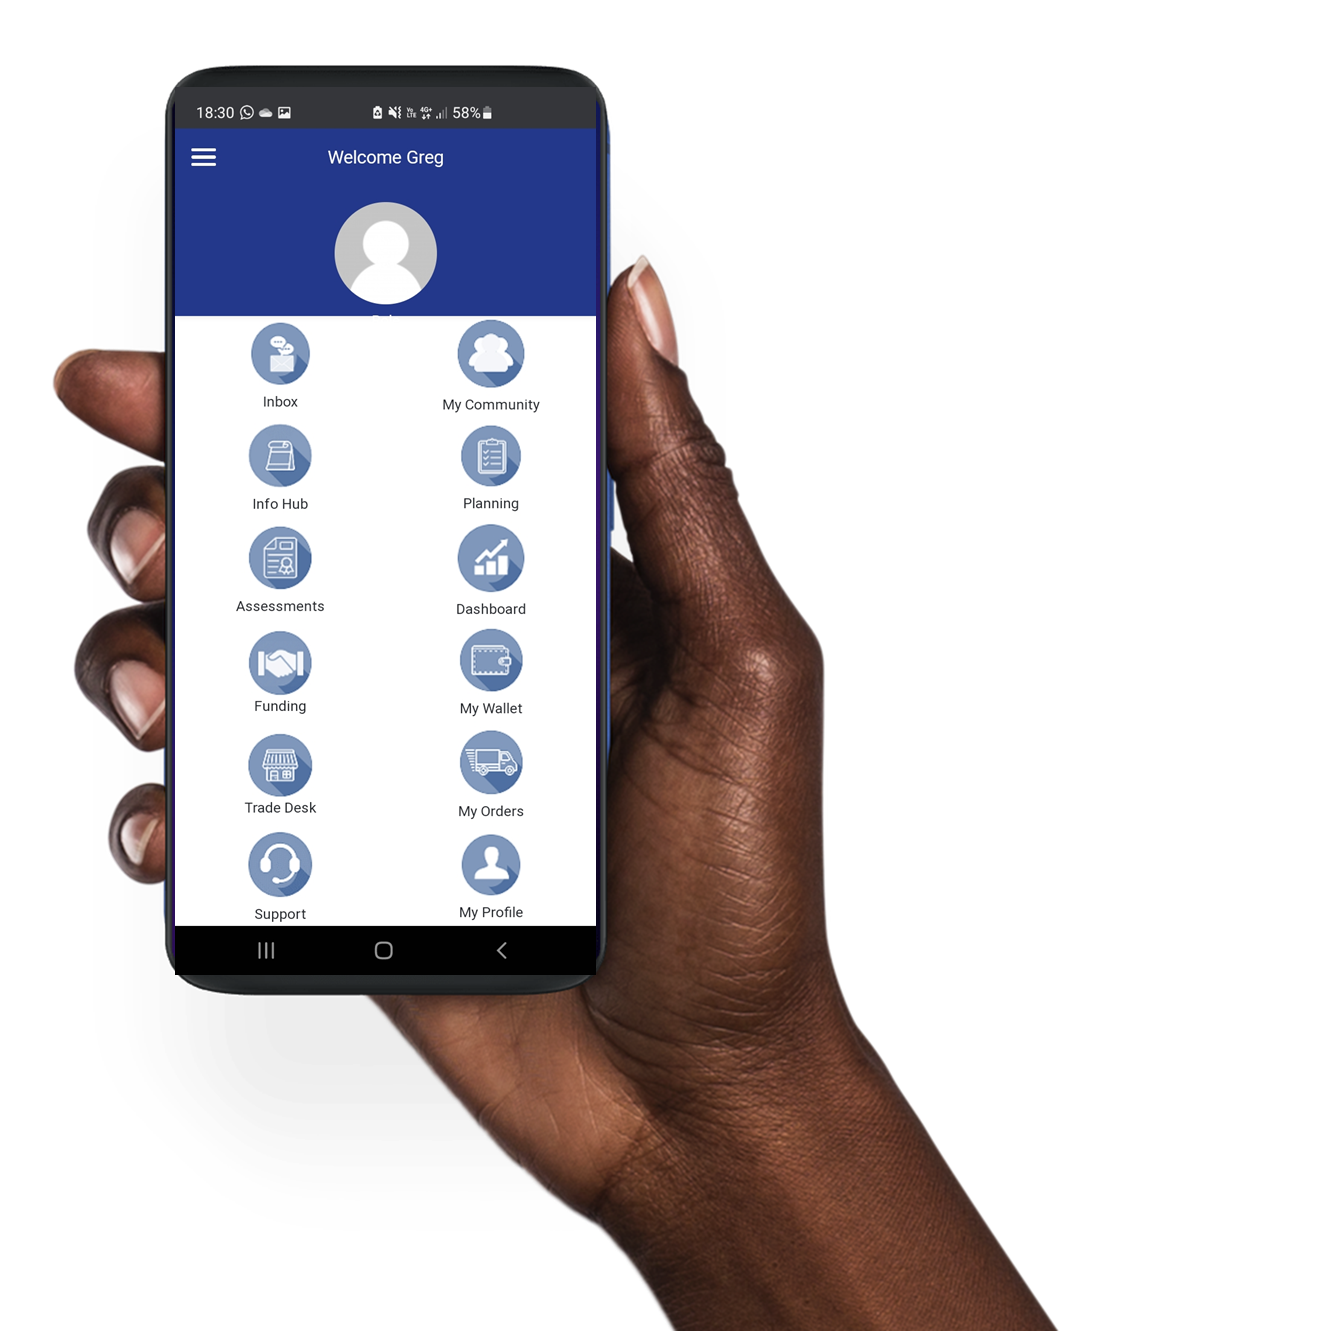 18:30 58%
Welcome Greg
Inbox
My Community
Info Hub
Planning
Assessments
Dashboard
Funding
My Wallet
Trade Desk
My Orders
Support
My Profile